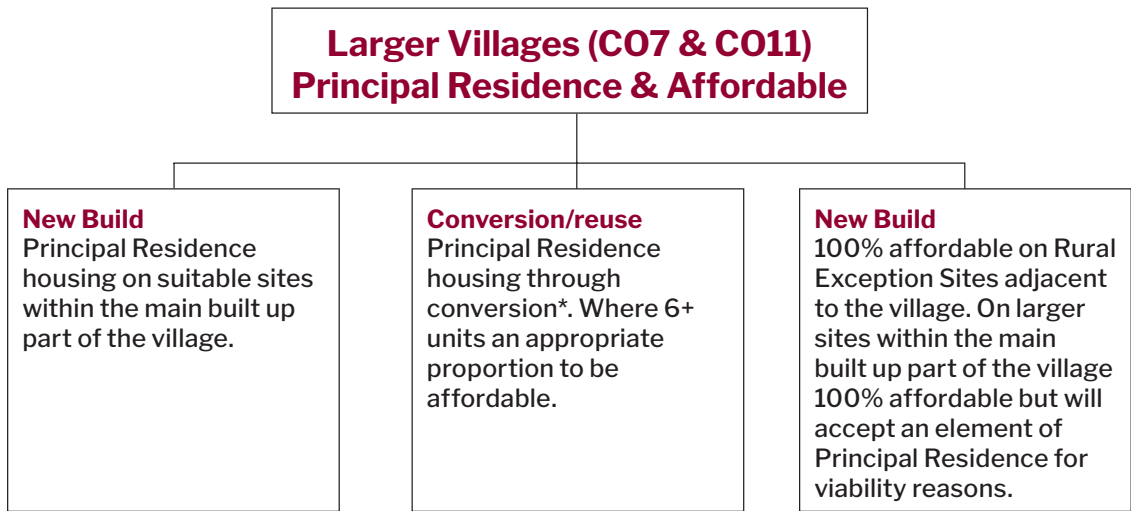 Larger Villages (CO7 & CO11)
Principal Residence & Affordable
New Build
Principal Residence
housing on suitable sites
within the main built up
part of the village.
Conversion/reuse
Principal Residence
housing through
conversion*. Where 6+
units an appropriate
proportion to be
affordable.
New Build
100% affordable on Rural
Exception Sites adjacent
to the village. On larger
sites within the main
built up part of the village
100% affordable but will
accept an element of
Principal Residence for
viability reasons.